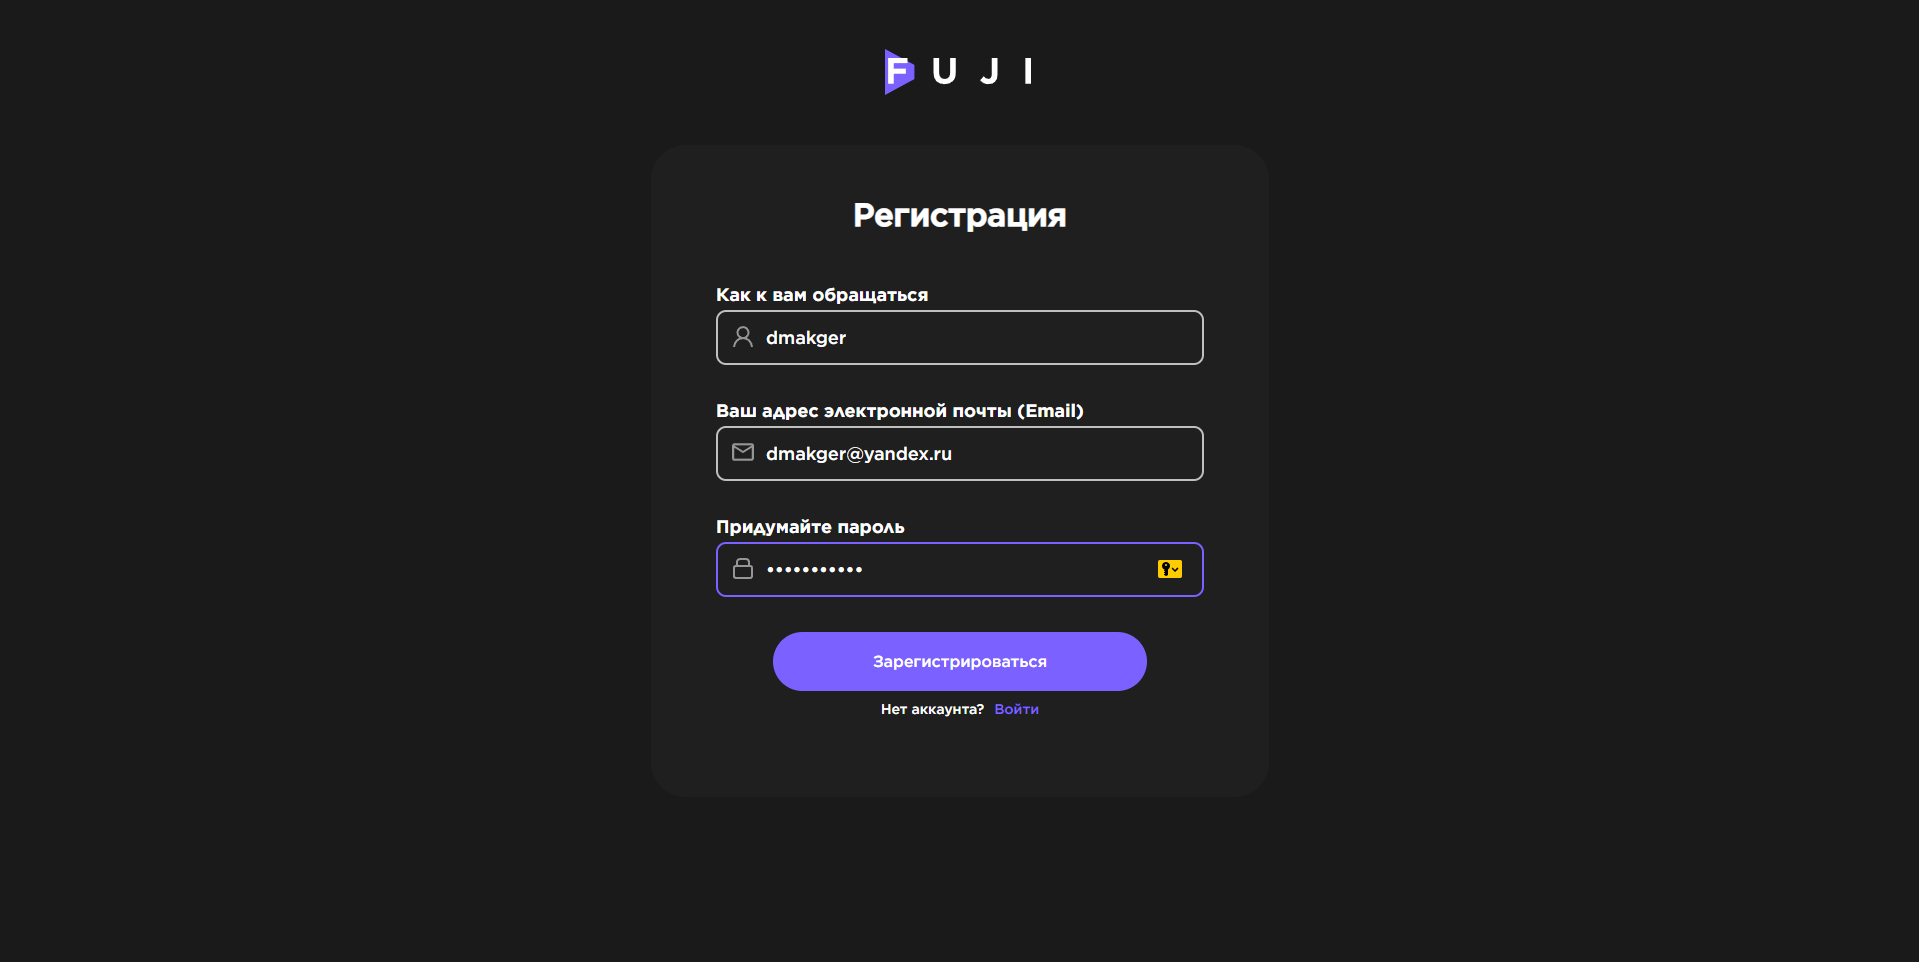 FUJI
Регистрация
Как к вам обращаться
dmakger
Ваш адрес электронной почты (Email)
dmakger@yandex.ru
Придумайте пароль
•••••••••••
Зарегистрироваться
Нет аккаунта? Войти